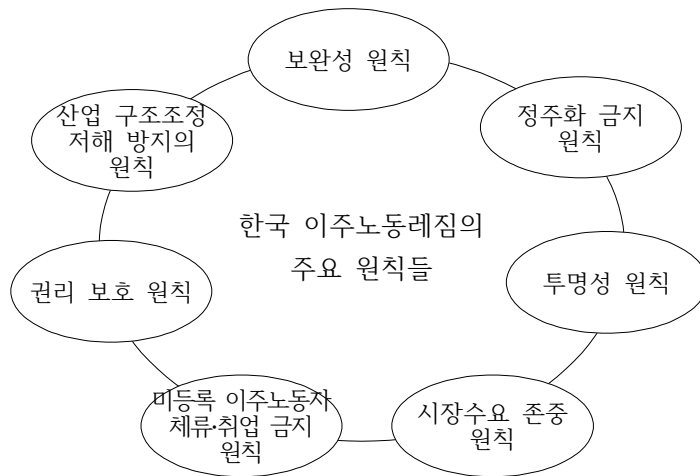 보완성 원칙
산업 구조조정
저해 방지의
원칙
정주화 금지
원칙
한국 이주노동레짐의
주요 원칙들
권리 보호 원칙
투명성 원칙
미등록 이주노동자
체류·취업 금지
원칙
시장수요 존중
원칙